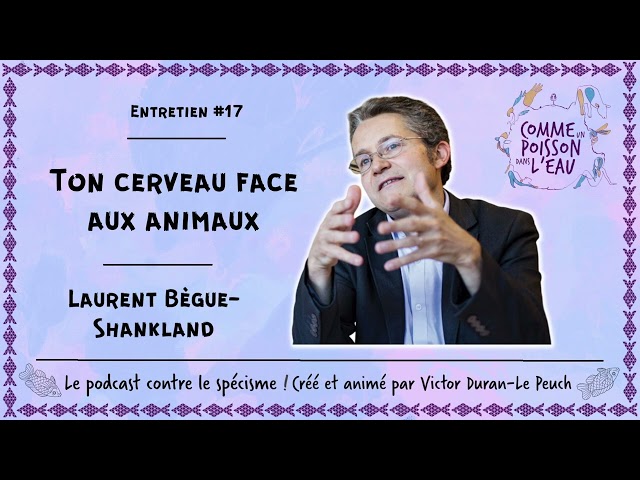 Entretien #17
Ton cerveau face
aux animaux
Laurent Bègue-
Shankland
COMME UN
POISSON
DANS L'EAU
Le podcast contre le spécisme ! Créé et animé par Victor Duran-Le Peuch